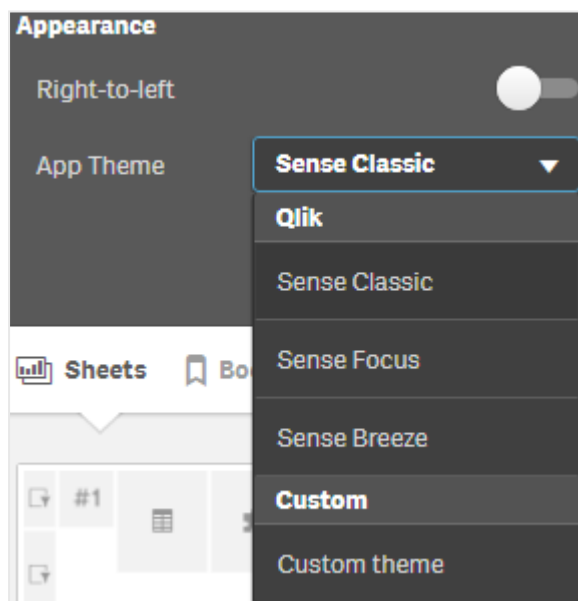 Appearance
Right-to-left
App Theme
Sense Classic
Qlik
Sense Classic
Sense Focus
Sense Breeze
Custom
Custom theme
Sheets
#1